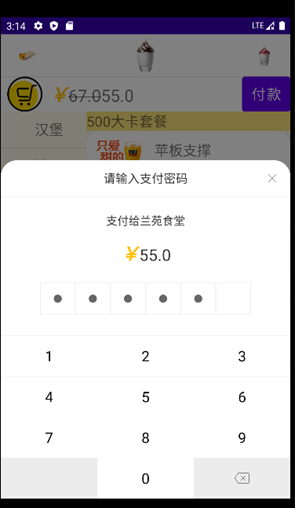 3:14 LTE
¥67.055.0 付款
汉堡 500大卡套餐
只爱
甜的 苹板支撑
请输入支付密码
支付给兰苑食堂
¥55.0
1 2 3
4 5 6
7 8 9
0